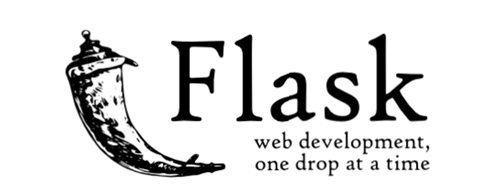 Flask
web development,
one drop at a time